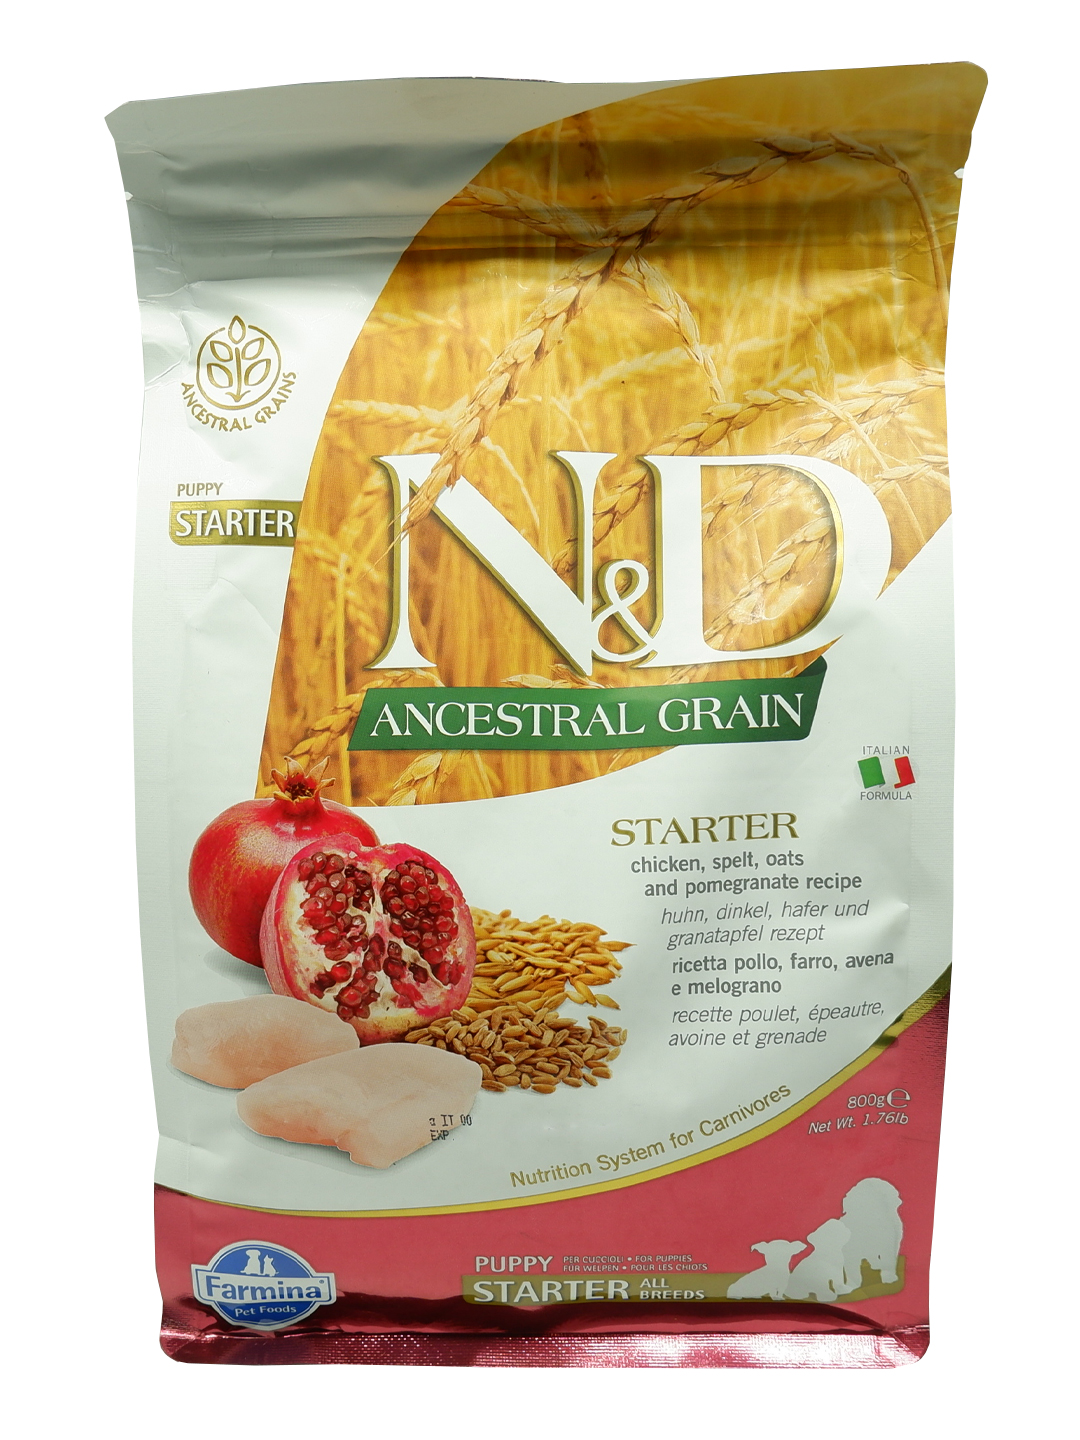 ANCESTRAL GRAINS
PUPPY
STARTER
N&D
ANCESTRAL GRAIN
ITALIAN
FORMULA
STARTER
chicken, spelt, oats
and pomegranate recipe
huhn, dinkel, hafer und
granatapfel rezept
ricetta pollo, farro, avena
e melograno
recette poulet, épeautre,
avoine et grenade
800g℮
Net Wt. 1.76lb
EXP
Nutrition System for Carnivores
Farmina®
Pet Foods
PUPPY
PER CUCCIOLI • FOR PUPPIES
FÜR WELPEN • POUR LES CHIOTS
STARTER
ALL
BREEDS